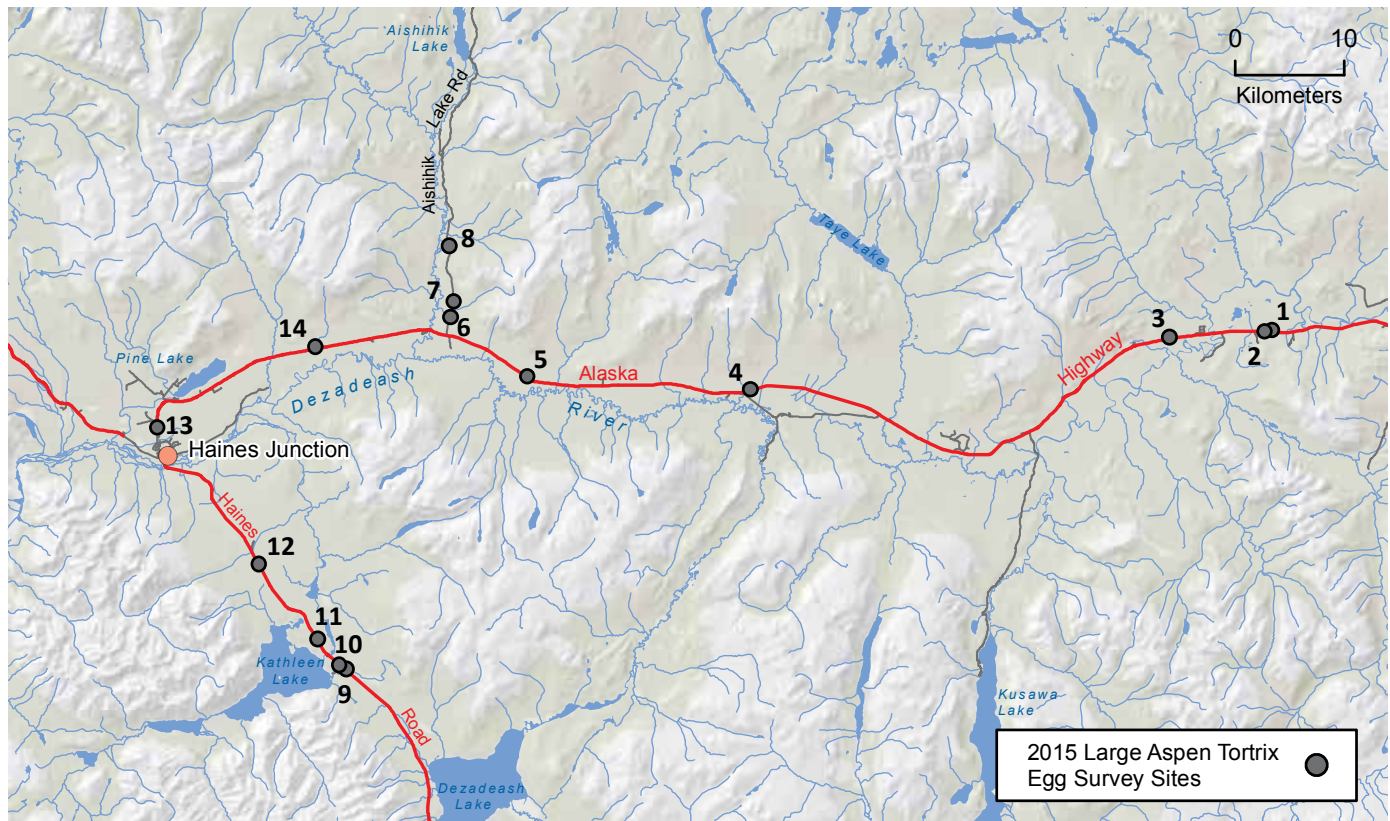 Aishihik
Lake
0 10
Kilometers
Aishihik Lake Rd
Taye Lake
8
7
6
14
Pine Lake
Dezadeash River
5
Alaska Highway
4
3
1
2
13
Haines Junction
Haines Road
12
11
10
9
Kathleen
Lake
Dezadeash
Lake
Kusawa
Lake
2015 Large Aspen Tortrix
Egg Survey Sites